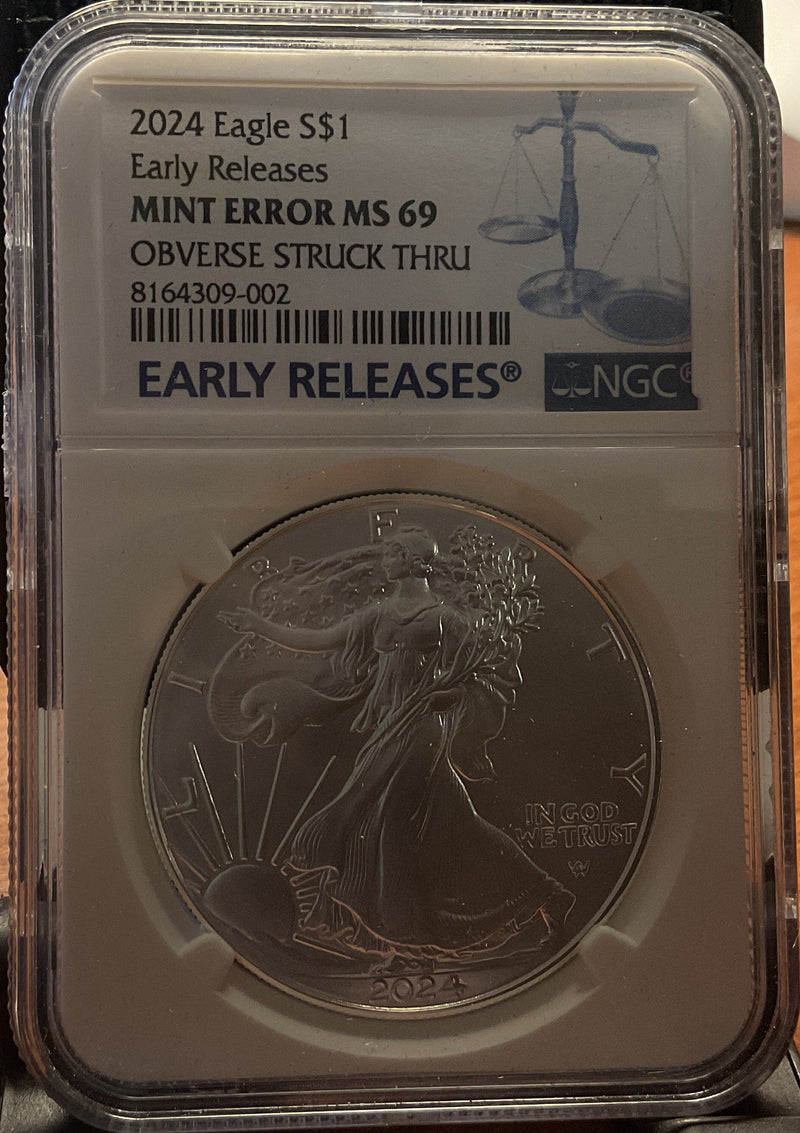 2024 Eagle S$1
Early Releases
MINT ERROR MS 69
OBVERSE STRUCK THRU
8164309-002
EARLY RELEASES®
NGC®
LIBERTY
IN GOD
WE TRUST
W
2024